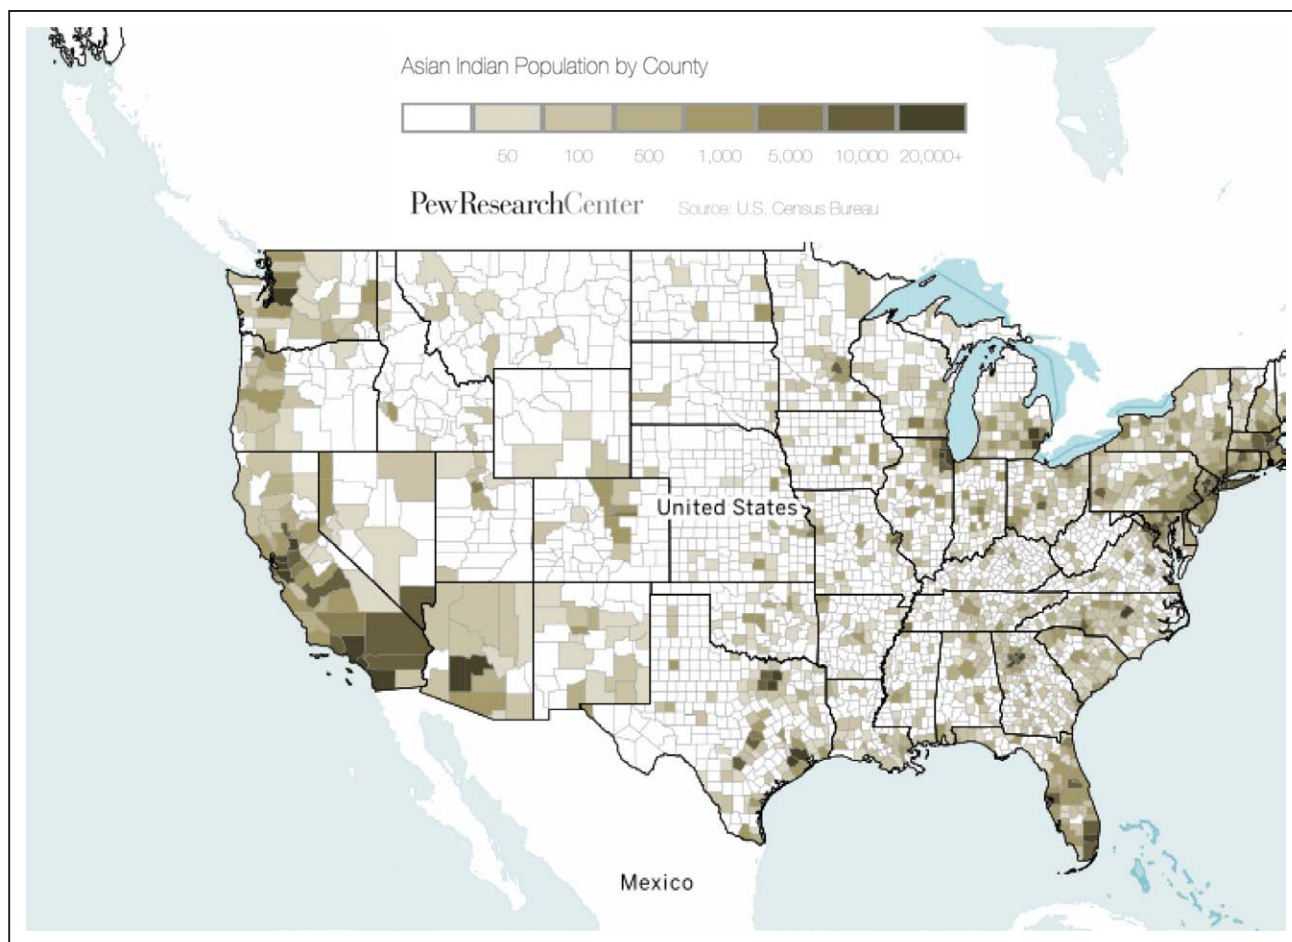 Asian Indian Population by County
50 100 500 1,000 5,000 10,000 20,000+
PewResearchCenter Source: U.S. Census Bureau
United States
Mexico